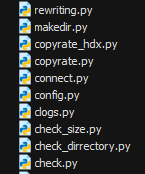 rewriting.py
makedir.py
copyrate_hdx.py
copyrate.py
connect.py
config.py
clogs.py
check_size.py
check_dirrectory.py
check.py